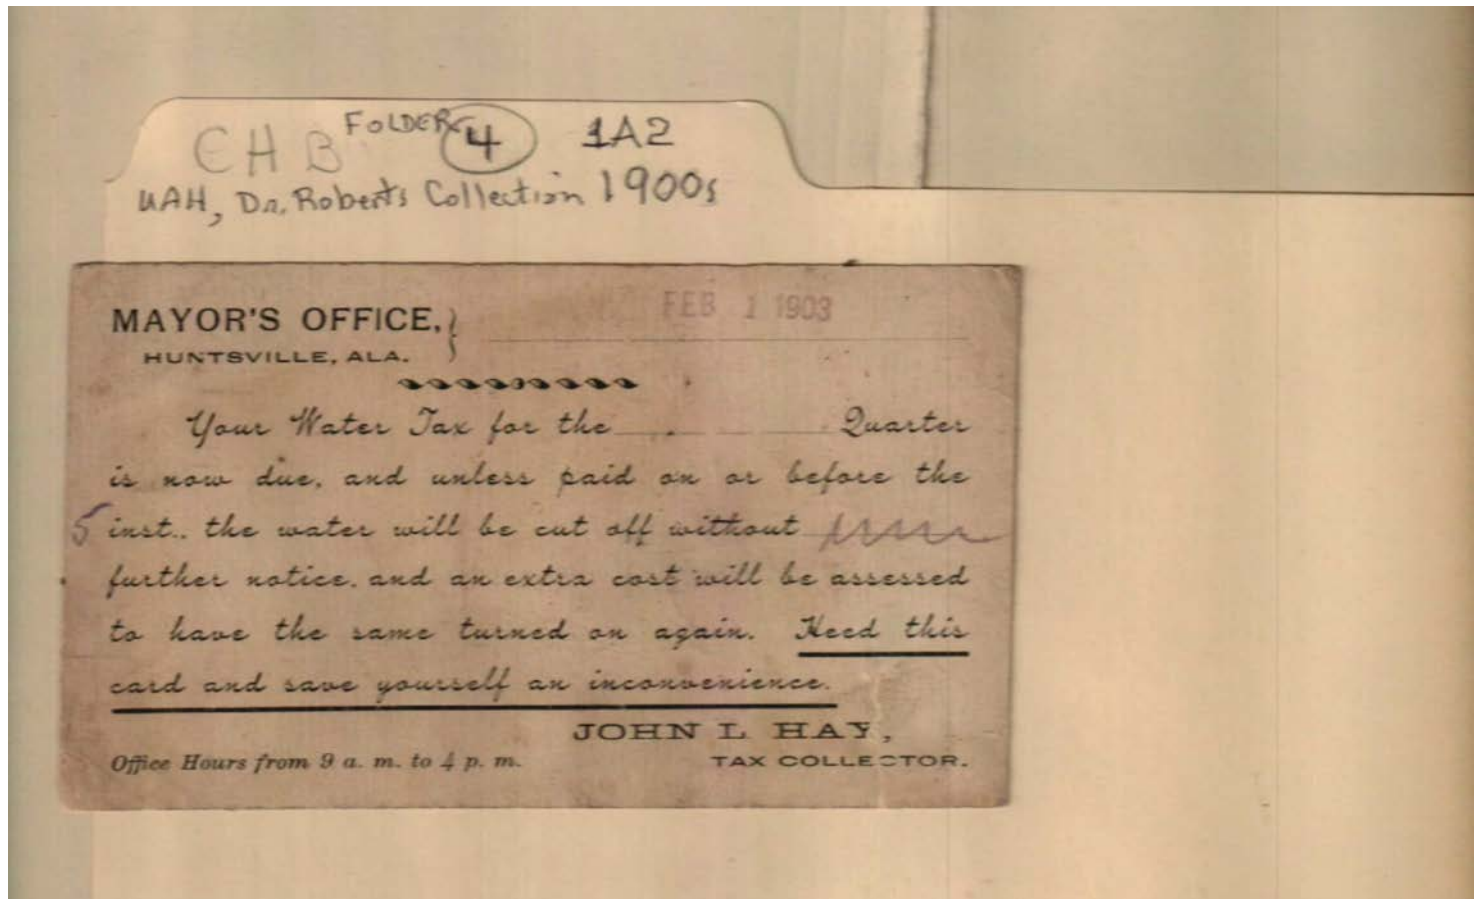 CHB FOLDER 4 1A2
UAH, Dr. Roberts Collection 1900s
MAYOR'S OFFICE,
FEB 1 1903
HUNTSVILLE, ALA.
Your Water Tax for the Quarter
is now due, and unless paid on or before the
5 inst., the water will be cut off without
further notice, and an extra cost will be assessed
to have the same turned on again. Heed this
card and save yourself an inconvenience.
JOHN L HAY,
Office Hours from 9 a. m. to 4 p. m. TAX COLLECTOR.